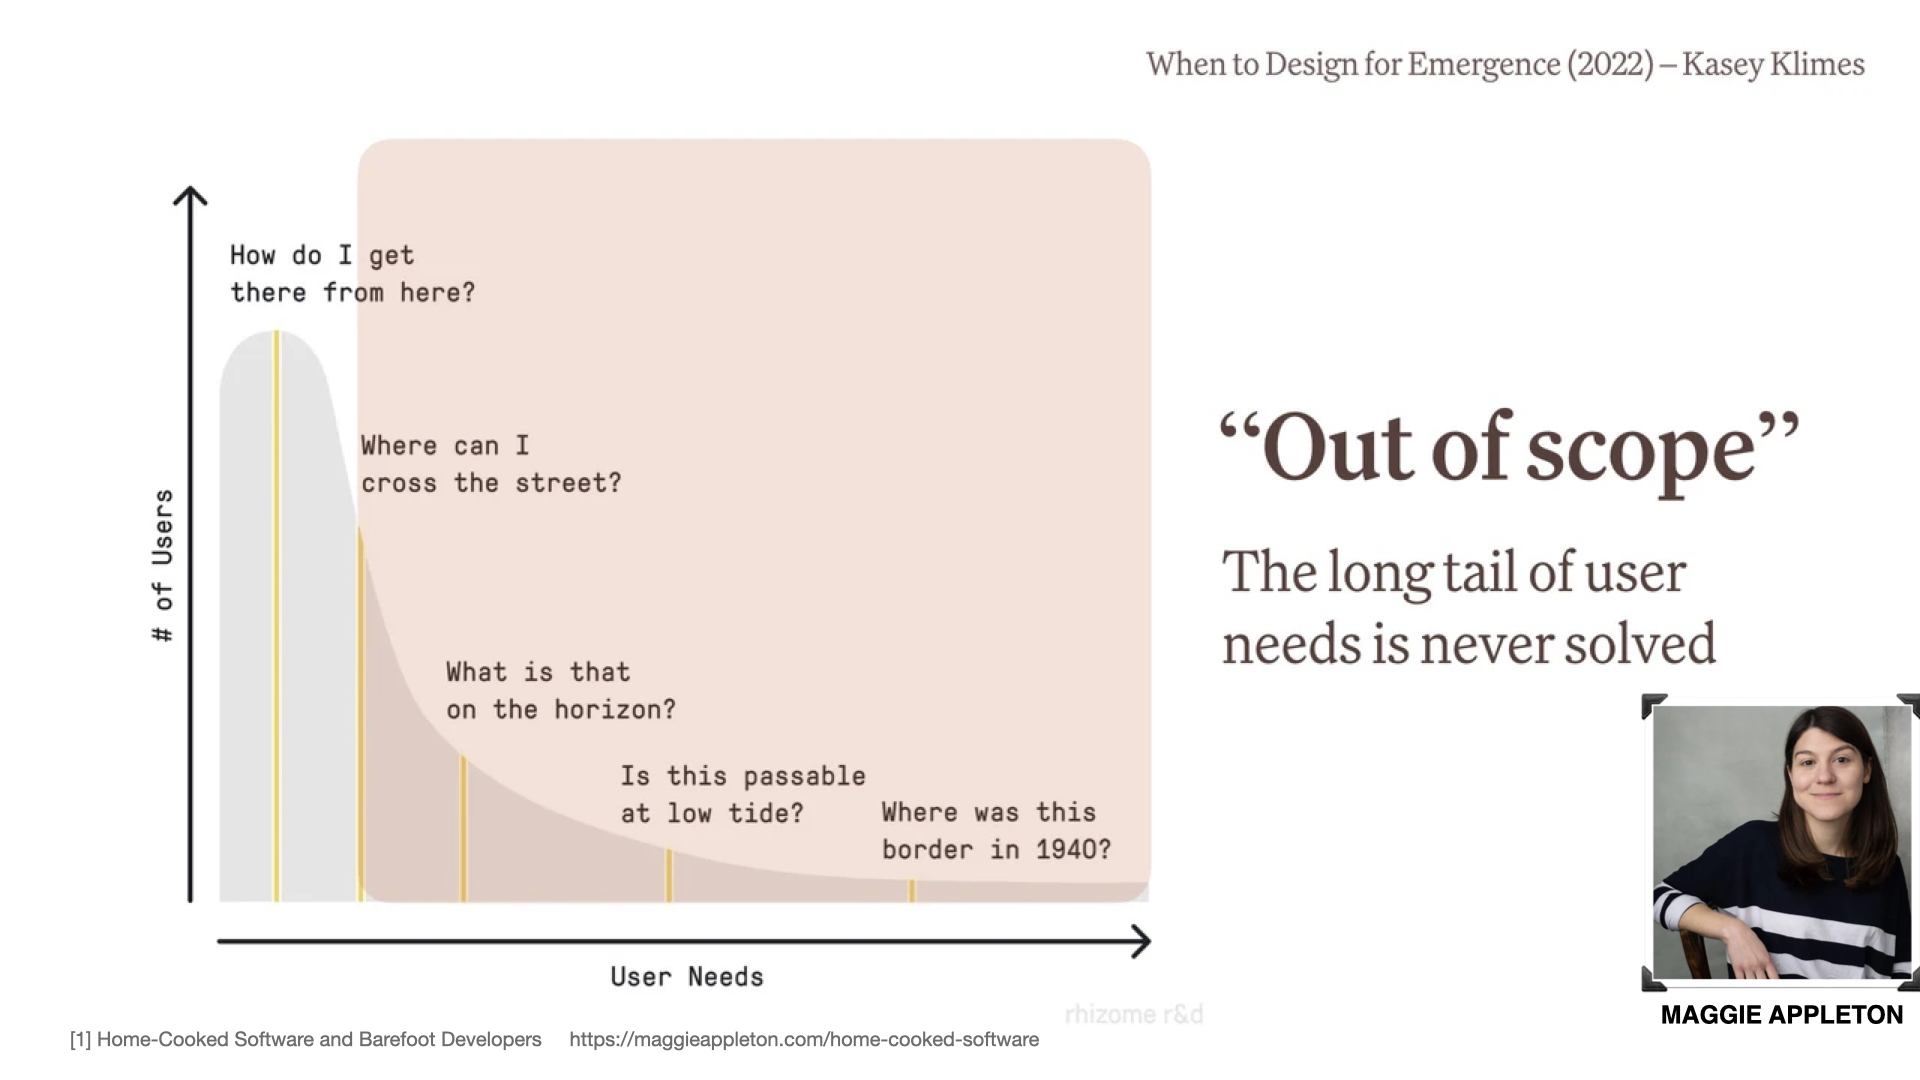 When to Design for Emergence (2022) – Kasey Klimes
How do I get
there from here?
Where can I
cross the street?
# of Users
What is that
on the horizon?
Is this passable
at low tide?
Where was this
border in 1940?
User Needs
rhizome r&d
“Out of scope”
The long tail of user
needs is never solved
MAGGIE APPLETON
[1] Home-Cooked Software and Barefoot Developers https://maggieappleton.com/home-cooked-software